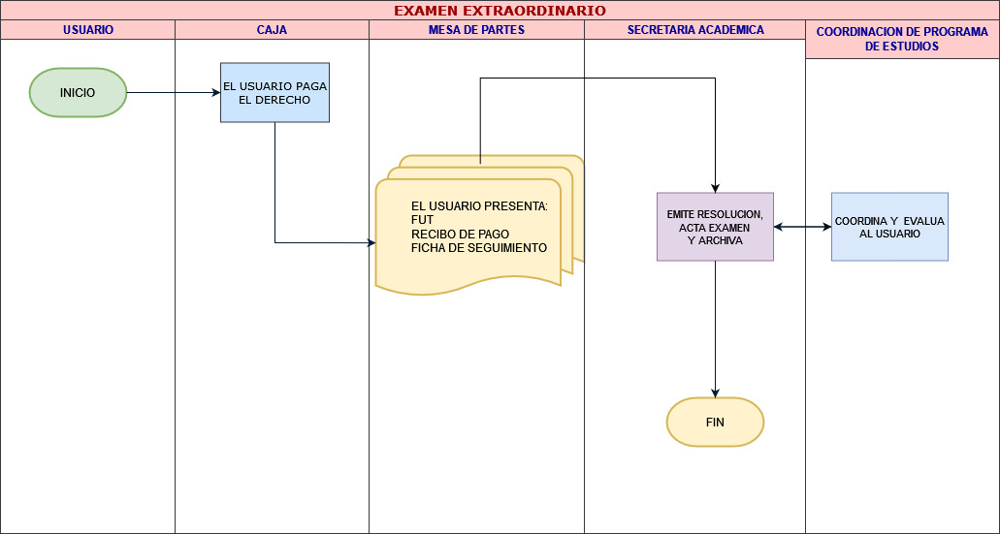 EXAMEN EXTRAORDINARIO
USUARIO
CAJA
MESA DE PARTES
SECRETARIA ACADEMICA
COORDINACION DE PROGRAMA
DE ESTUDIOS
INICIO
EL USUARIO PAGA
EL DERECHO
EL USUARIO PRESENTA:
FUT
RECIBO DE PAGO
FICHA DE SEGUIMIENTO
EMITE RESOLUCION,
ACTA EXAMEN
Y ARCHIVA
COORDINA Y EVALUA
AL USUARIO
FIN